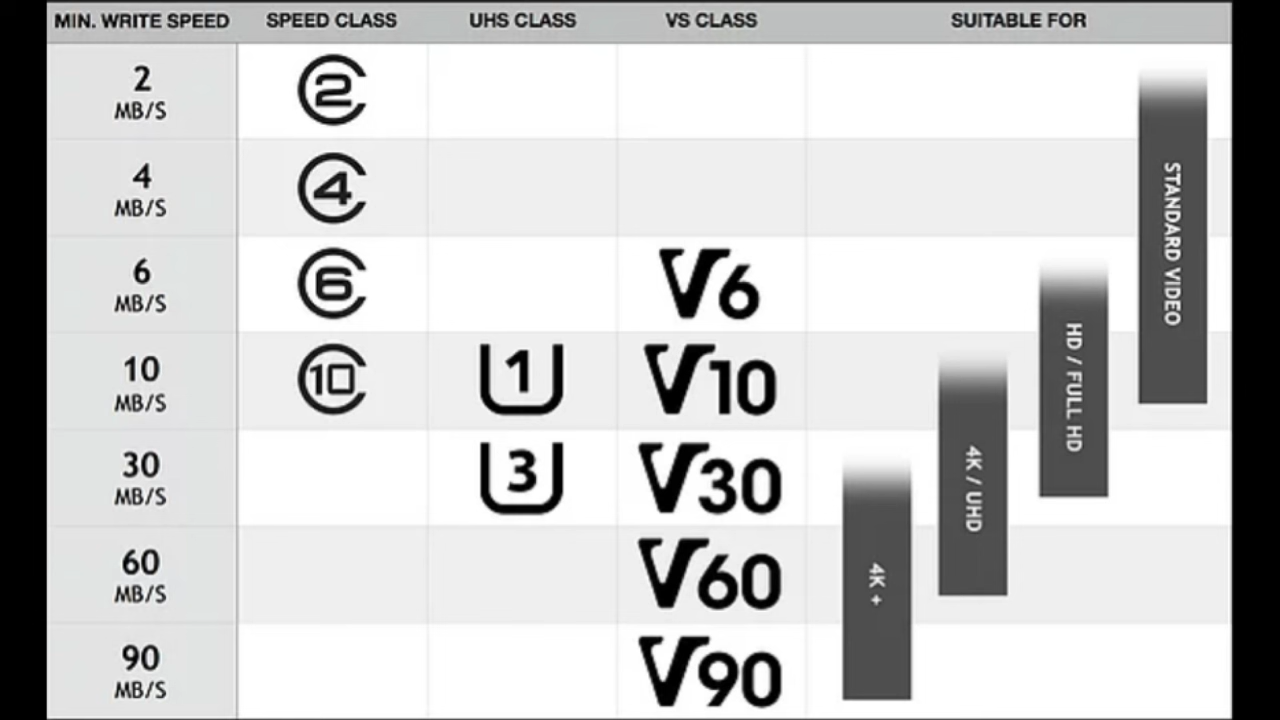 MIN. WRITE SPEED SPEED CLASS UHS CLASS VS CLASS SUITABLE FOR
2
MB/S
2
4
MB/S
4
6
MB/S
6
V6
10
MB/S
10
1
V10
30
MB/S
3
V30
60
MB/S
V60
90
MB/S
V90
4K +
4K / UHD
HD / FULL HD
STANDARD VIDEO